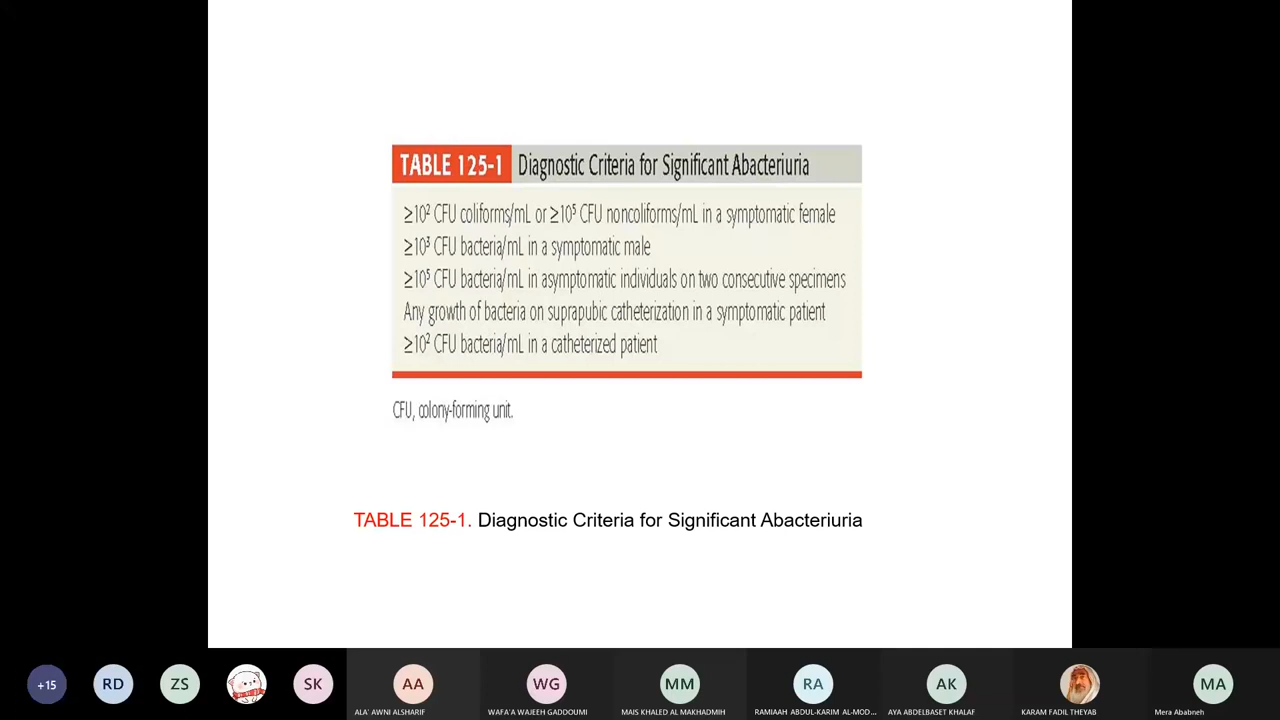 TABLE 125-1 Diagnostic Criteria for Significant Abacteriuria
≥10² CFU coliforms/mL or ≥10⁵ CFU noncoliforms/mL in a symptomatic female
≥10³ CFU bacteria/mL in a symptomatic male
≥10⁵ CFU bacteria/mL in asymptomatic individuals on two consecutive specimens
Any growth of bacteria on suprapubic catheterization in a symptomatic patient
≥10² CFU bacteria/mL in a catheterized patient
CFU, colony-forming unit.
TABLE 125-1. Diagnostic Criteria for Significant Abacteriuria
+15 RD ZS SK AA WG MM RA AK MA
ALA' AWNI ALSHARIF WAFA'A WAJEEH GADDOUMI MAIS KHALED AL MAKHADMIH RAMIAAH ABDUL-KARIM AL-MOD... AYA ABDELBASET KHALAF KARAM FADIL THEYAB Mera Ababneh